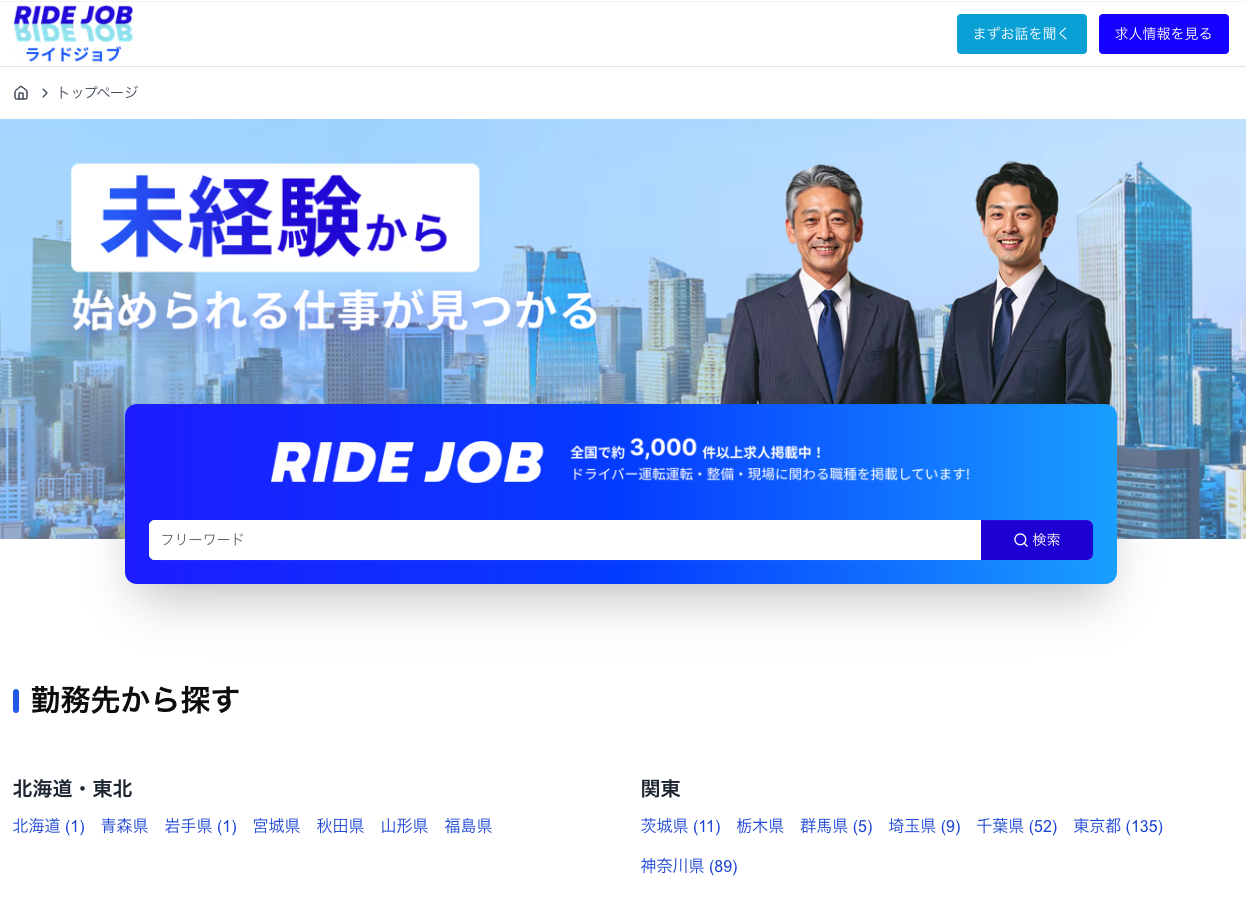 RIDE JOB
ライドジョブ
まずお話を聞く
求人情報を見る
トップページ
未経験から
始められる仕事が見つかる
RIDE JOB
全国で約 3,000 件以上求人掲載中！
ドライバー運転運転・整備・現場に関わる職種を掲載しています!
フリーワード
検索
勤務先から探す
北海道・東北
北海道 (1) 青森県 岩手県 (1) 宮城県 秋田県 山形県 福島県
関東
茨城県 (11) 栃木県 群馬県 (5) 埼玉県 (9) 千葉県 (52) 東京都 (135)
神奈川県 (89)